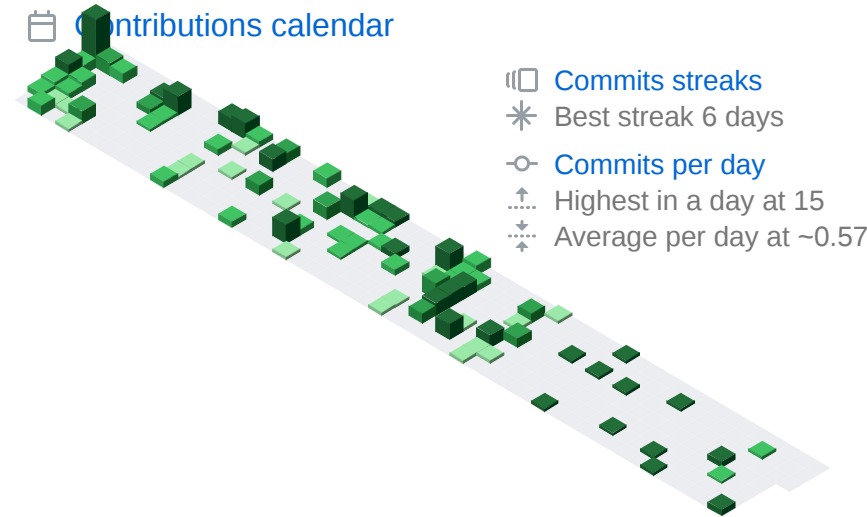 Contributions calendar
Commits streaks
Best streak 6 days
Commits per day
Highest in a day at 15
Average per day at ~0.57